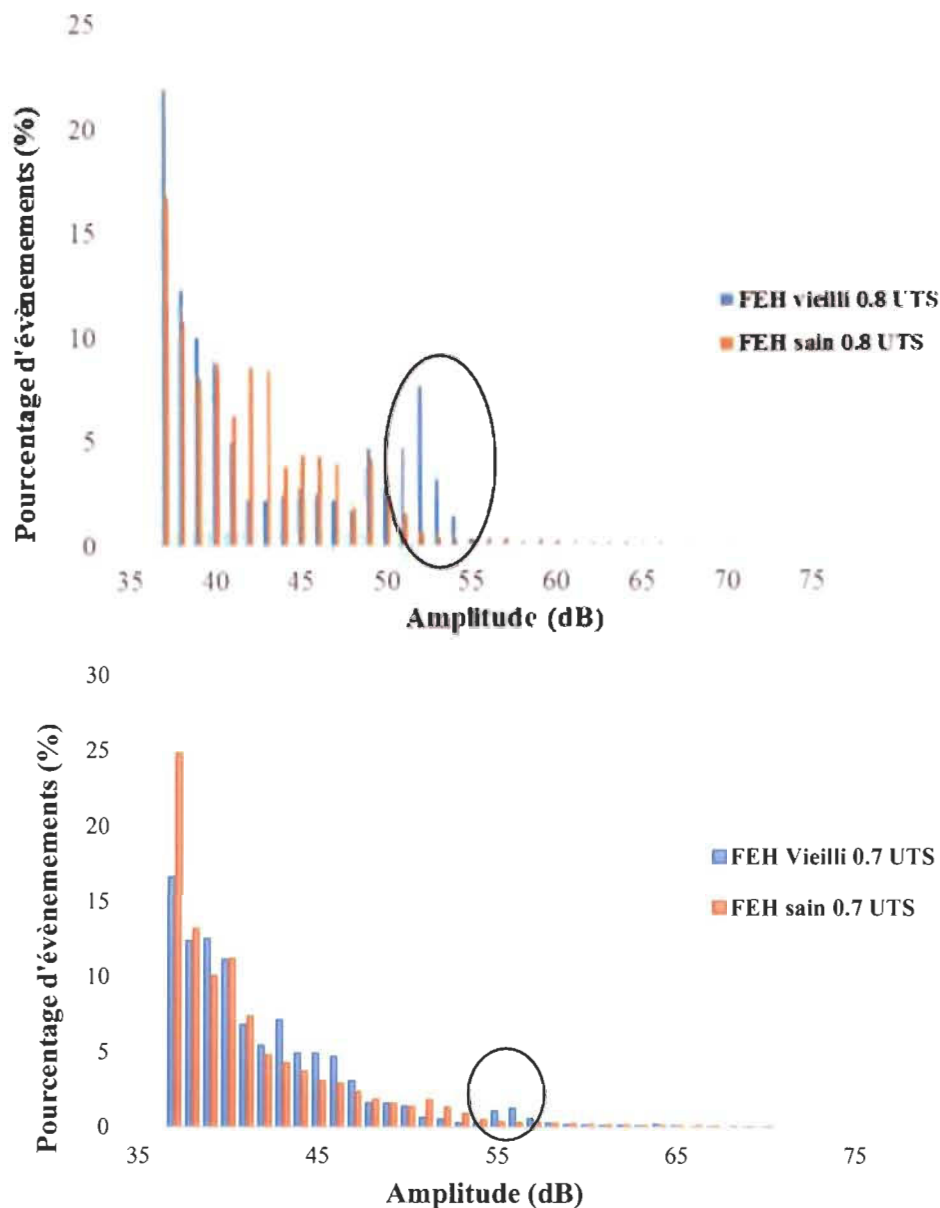 25
20
15
10
5
0
Pourcentage d'évènements (%)
FEH vieilli 0.8 UTS
FEH sain 0.8 UTS
35 40 45 50 55 60 65 70 75
Amplitude (dB)
30
25
20
15
10
5
0
Pourcentage d'évènements (%)
FEH Vieilli 0.7 UTS
FEH sain 0.7 UTS
35 45 55 65 75
Amplitude (dB)